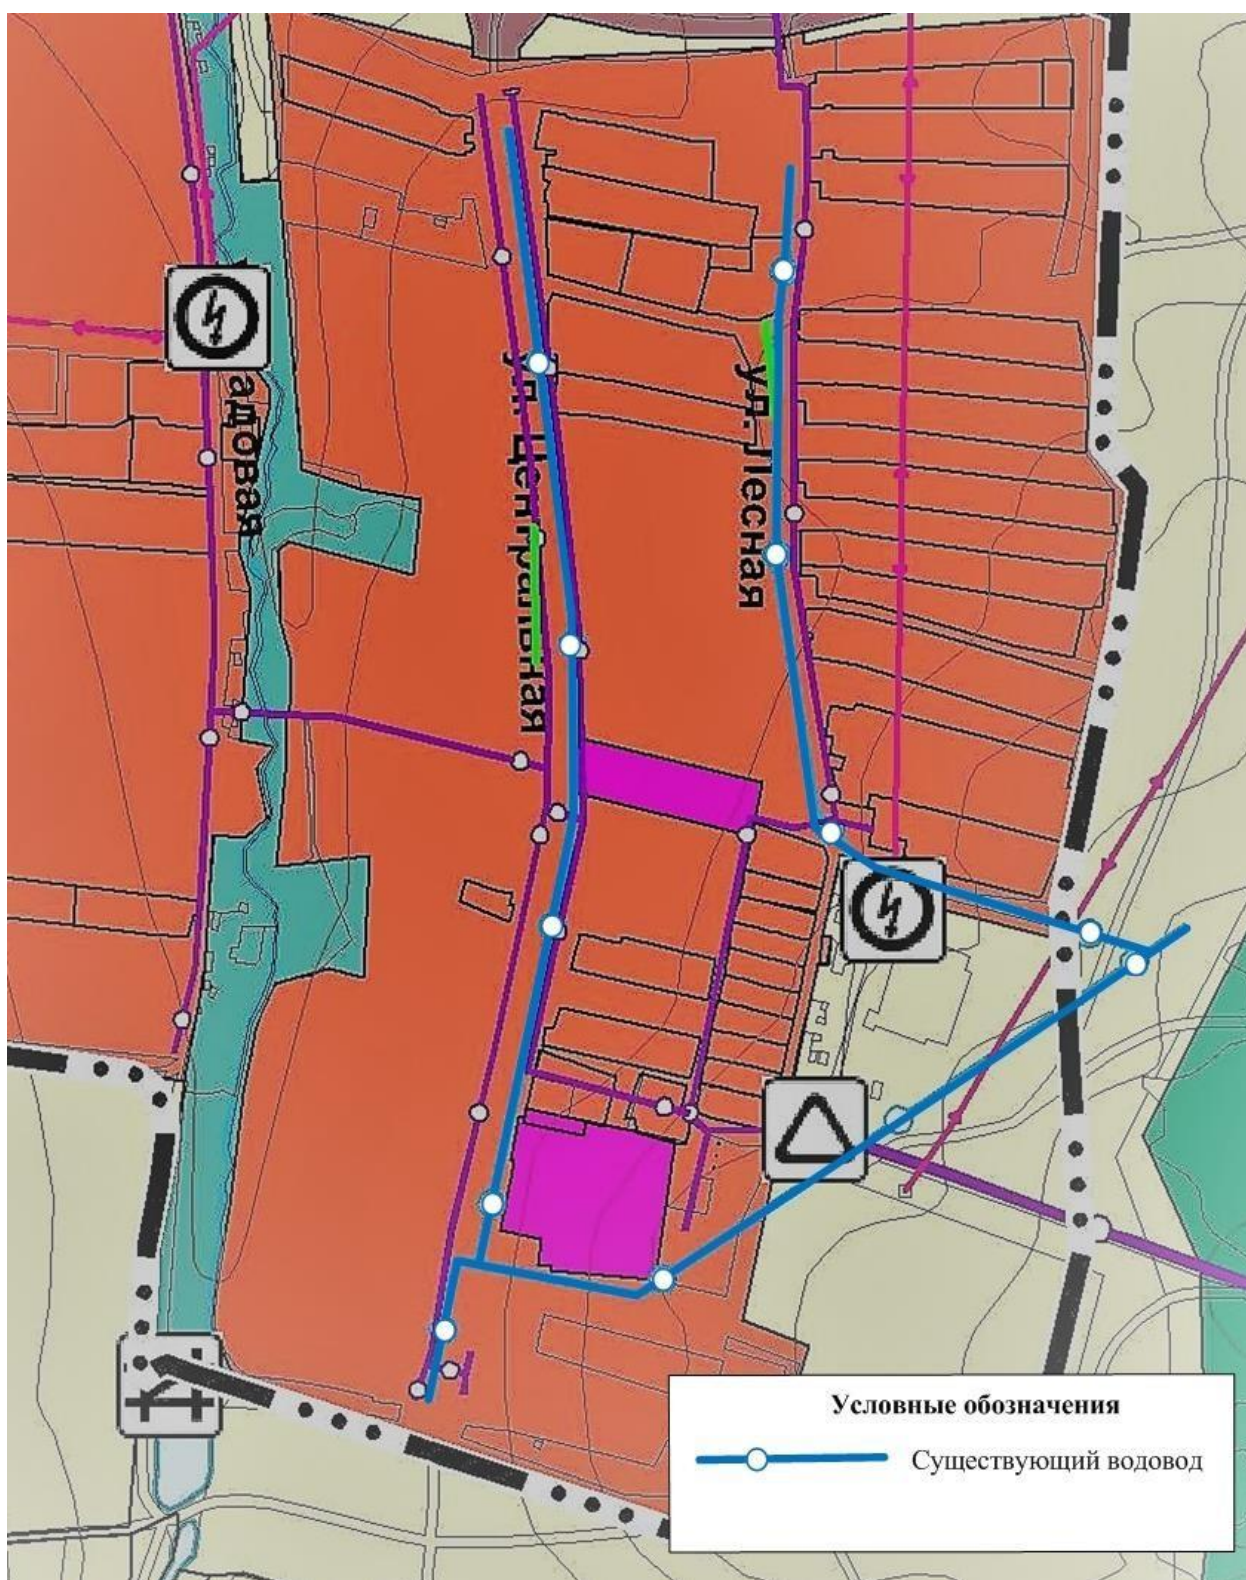 адовая
ул. Центральная
ул. Лесная
Условные обозначения
Существующий водовод